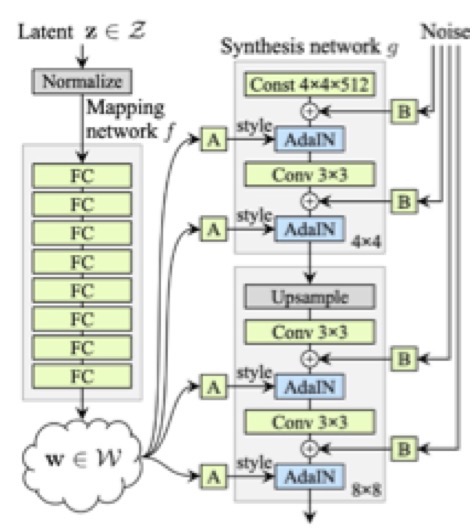 Latent z ∈ Z
Normalize
Mapping
network f
FC
FC
FC
FC
FC
FC
FC
FC
w ∈ W
Noise
Synthesis network g
Const 4×4×512
B
A
style
AdaIN
Conv 3×3
B
A
style
AdaIN
4×4
Upsample
Conv 3×3
B
A
style
AdaIN
Conv 3×3
B
A
style
AdaIN
8×8